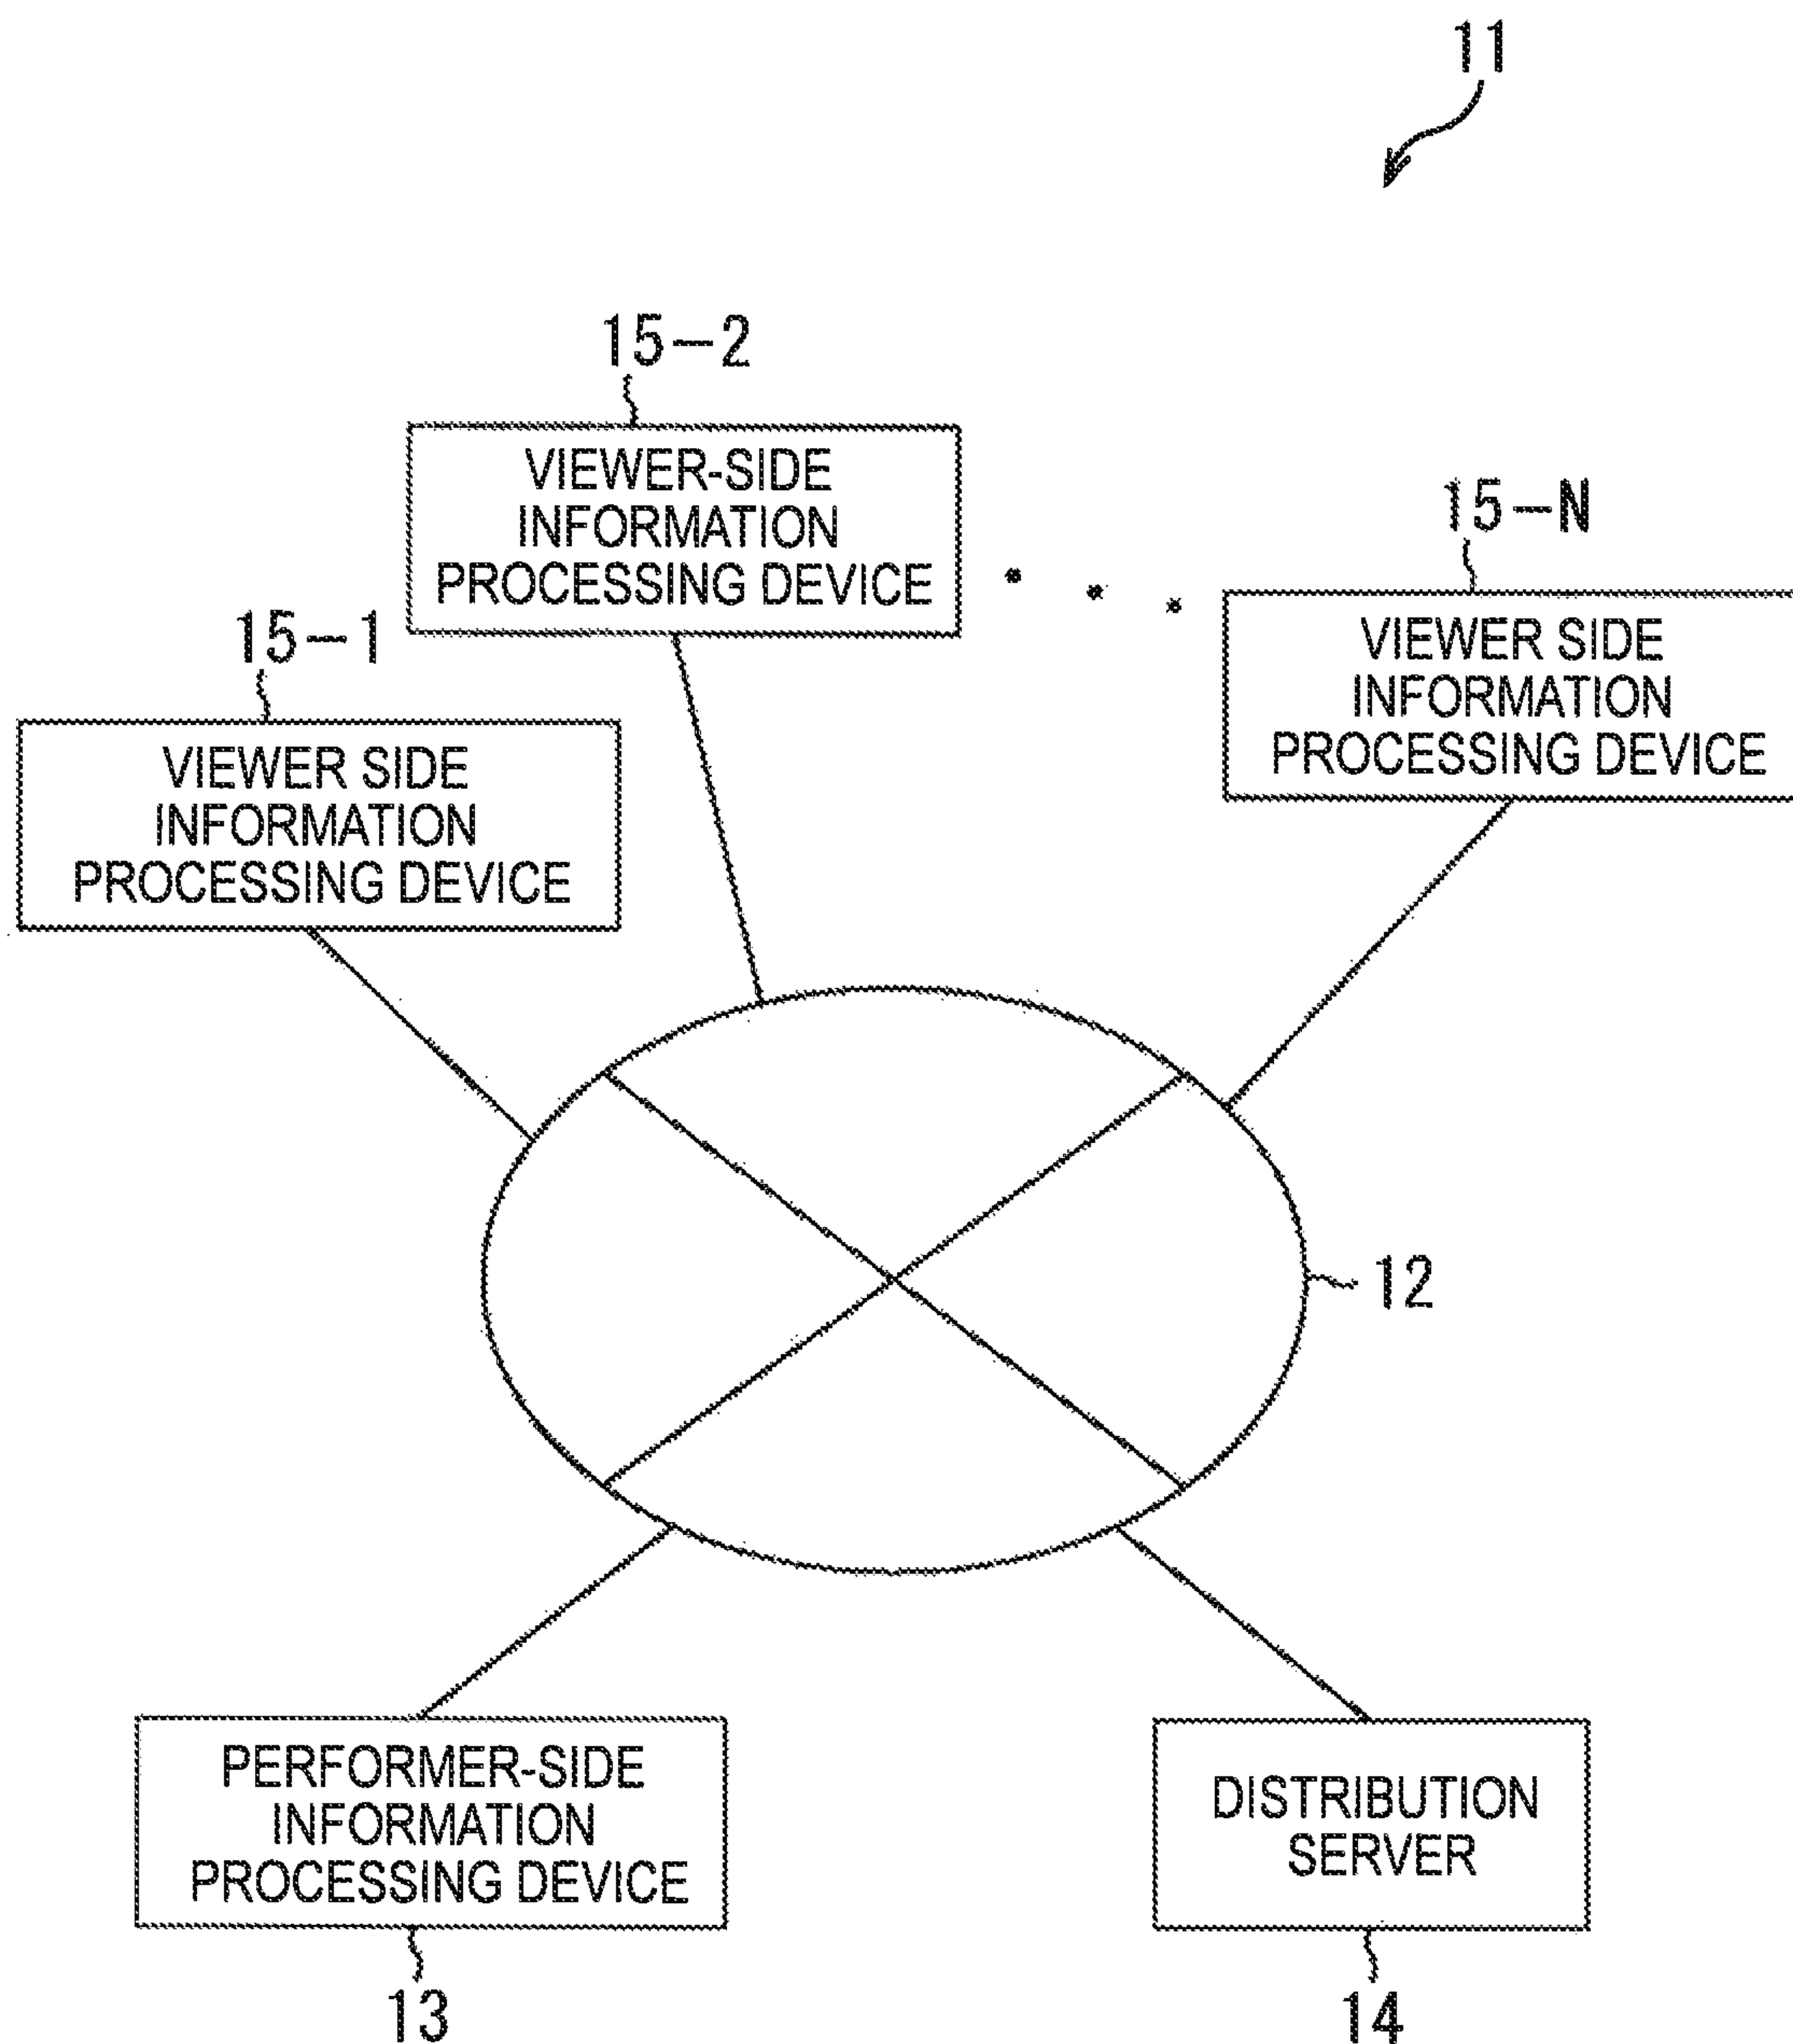 11
15-2
VIEWER-SIDE
INFORMATION
PROCESSING DEVICE
15-N
VIEWER SIDE
INFORMATION
PROCESSING DEVICE
15-1
VIEWER SIDE
INFORMATION
PROCESSING DEVICE
12
PERFORMER-SIDE
INFORMATION
PROCESSING DEVICE
13
DISTRIBUTION
SERVER
14